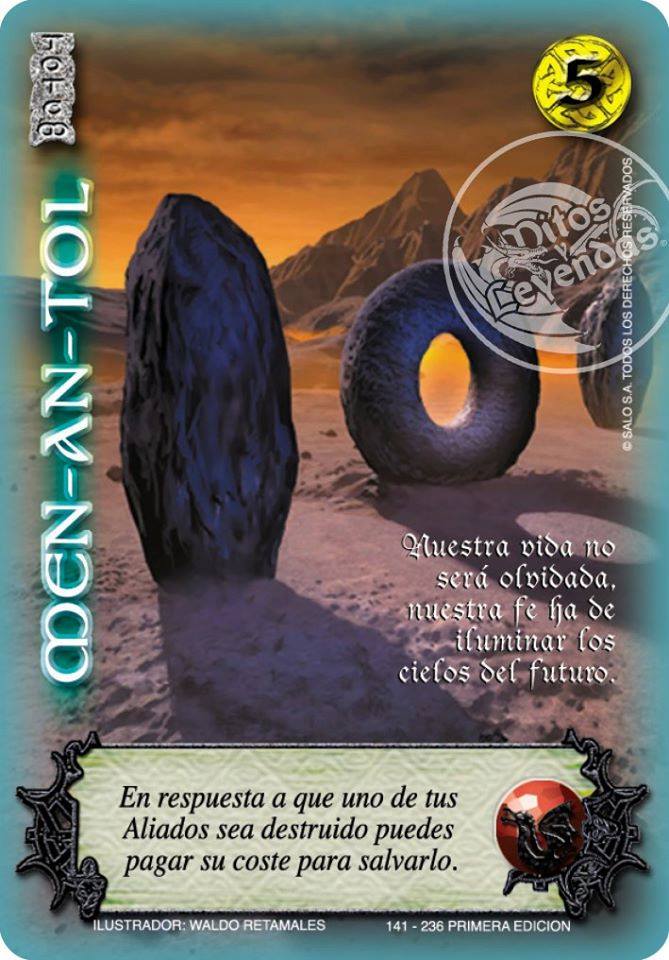 5
MEN-AN-TOL
Mitos
y
Leyendas
© SALO S.A. TODOS LOS DERECHOS RESERVADOS
Nuestra vida no
será olvidada,
nuestra fe ha de
iluminar los
cielos del futuro.
En respuesta a que uno de tus
Aliados sea destruido puedes
pagar su coste para salvarlo.
ILUSTRADOR: WALDO RETAMALES
141 - 236 PRIMERA EDICION